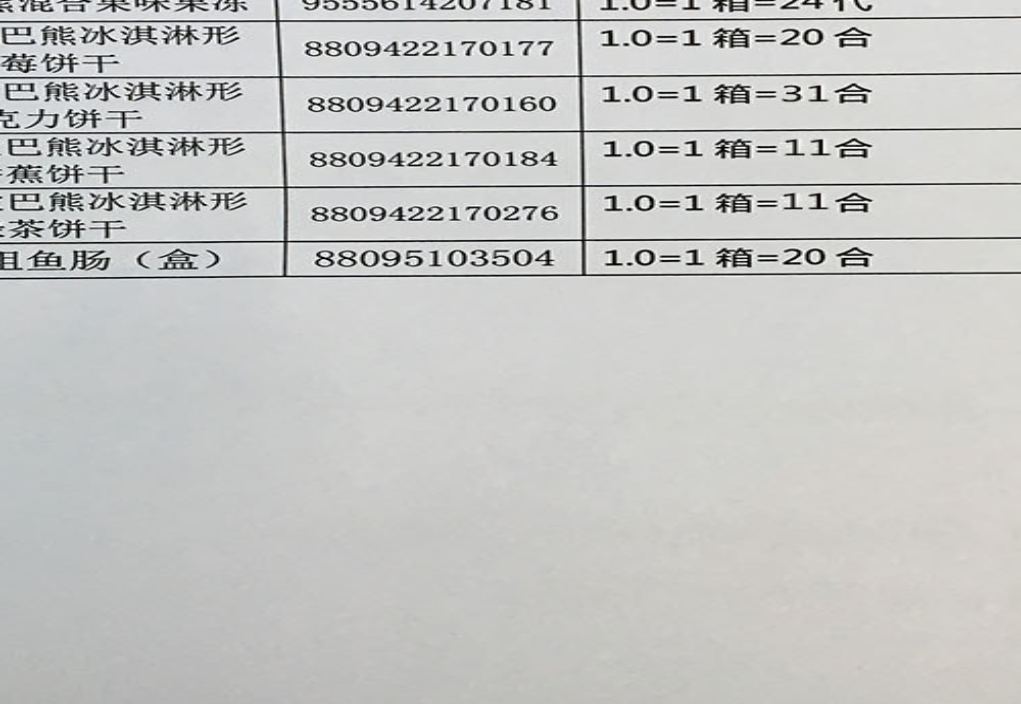 混合果味果冻 9555614207181 1.0=1 箱=24 代
巴熊冰淇淋形 8809422170177 1.0=1 箱=20 合
莓饼干
巴熊冰淇淋形 8809422170160 1.0=1 箱=31合
克力饼干
巴熊冰淇淋形 8809422170184 1.0=1 箱=11合
蕉饼干
巴熊冰淇淋形 8809422170276 1.0=1 箱=11合
茶饼干
鱼肠（盒） 88095103504 1.0=1 箱=20 合